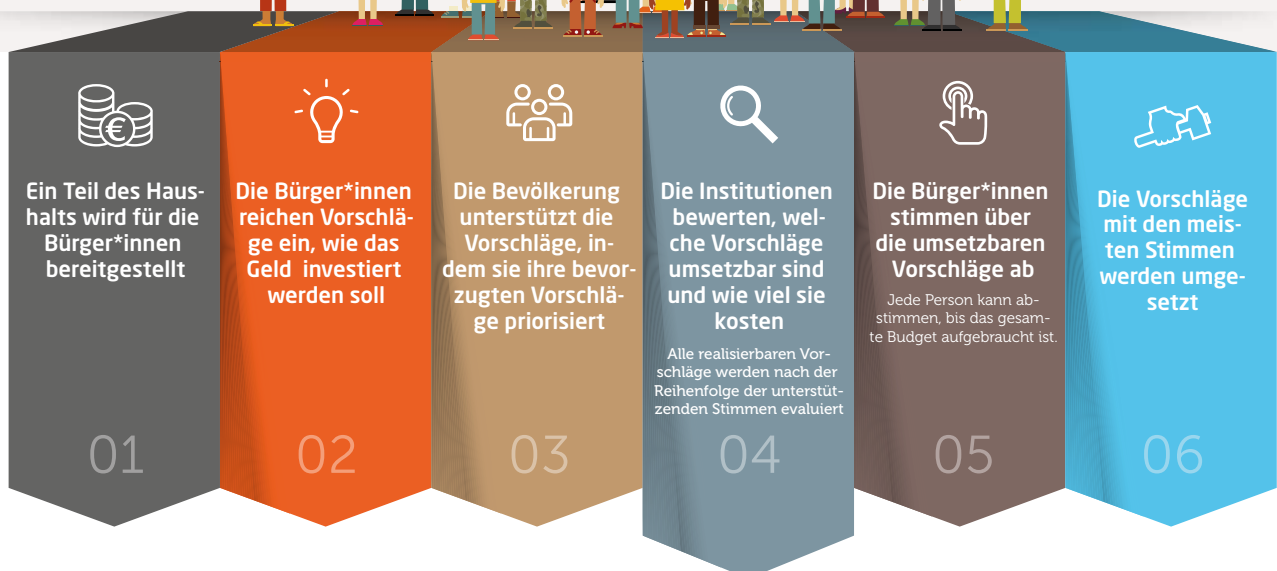 Ein Teil des Haus-
halts wird für die
Bürger*innen
bereitgestellt
01
Die Bürger*innen
reichen Vorschlä-
ge ein, wie das
Geld investiert
werden soll
02
Die Bevölkerung
unterstützt die
Vorschläge, in-
dem sie ihre bevor-
zugten Vorschlä-
ge priorisiert
03
Die Institutionen
bewerten, wel-
che Vorschläge
umsetzbar sind
und wie viel sie
kosten
Alle realisierbaren Vor-
schläge werden nach der
Reihenfolge der unterstüt-
zenden Stimmen evaluiert
04
Die Bürger*innen
stimmen über
die umsetzbaren
Vorschläge ab
Jede Person kann ab-
stimmen, bis das gesam-
te Budget aufgebraucht ist.
05
Die Vorschläge
mit den meis-
ten Stimmen
werden umge-
setzt
06